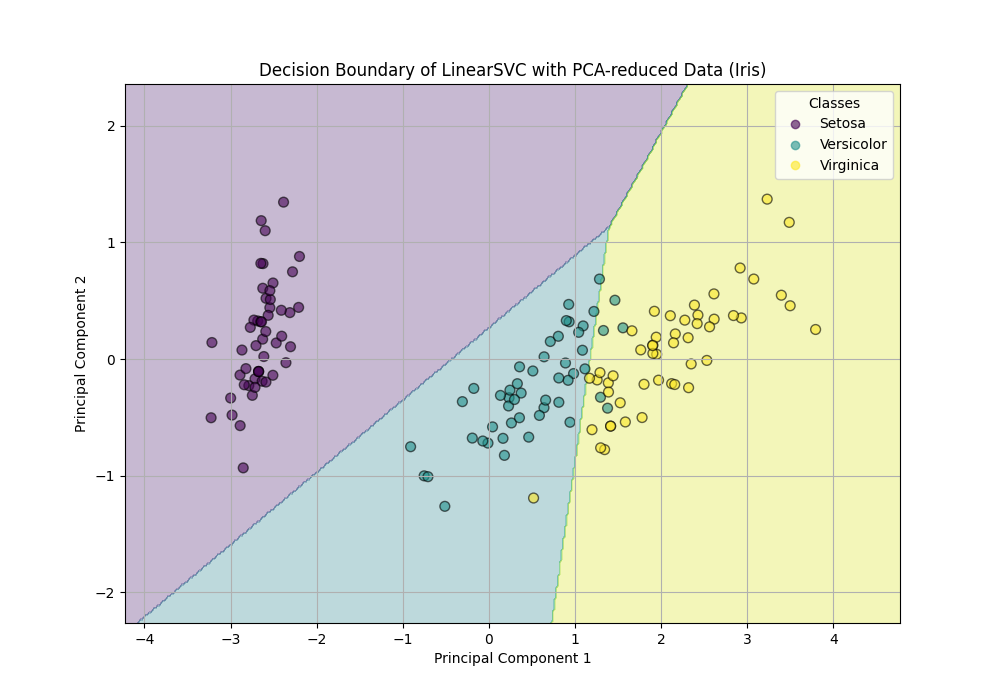 Decision Boundary of LinearSVC with PCA-reduced Data (Iris)
Classes
Setosa
Versicolor
Virginica
2
1
0
−1
−2
Principal Component 2
−4
−3
−2
−1
0
1
2
3
4
Principal Component 1